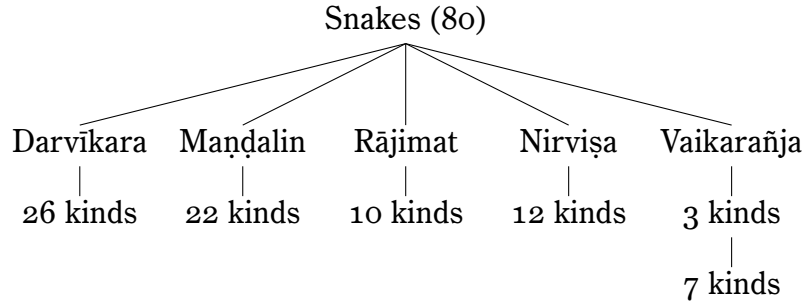 Snakes (80)
Darvīkara Maṇḍalin Rājimat Nirviṣa Vaikarañja
26 kinds 22 kinds 10 kinds 12 kinds 3 kinds
7 kinds